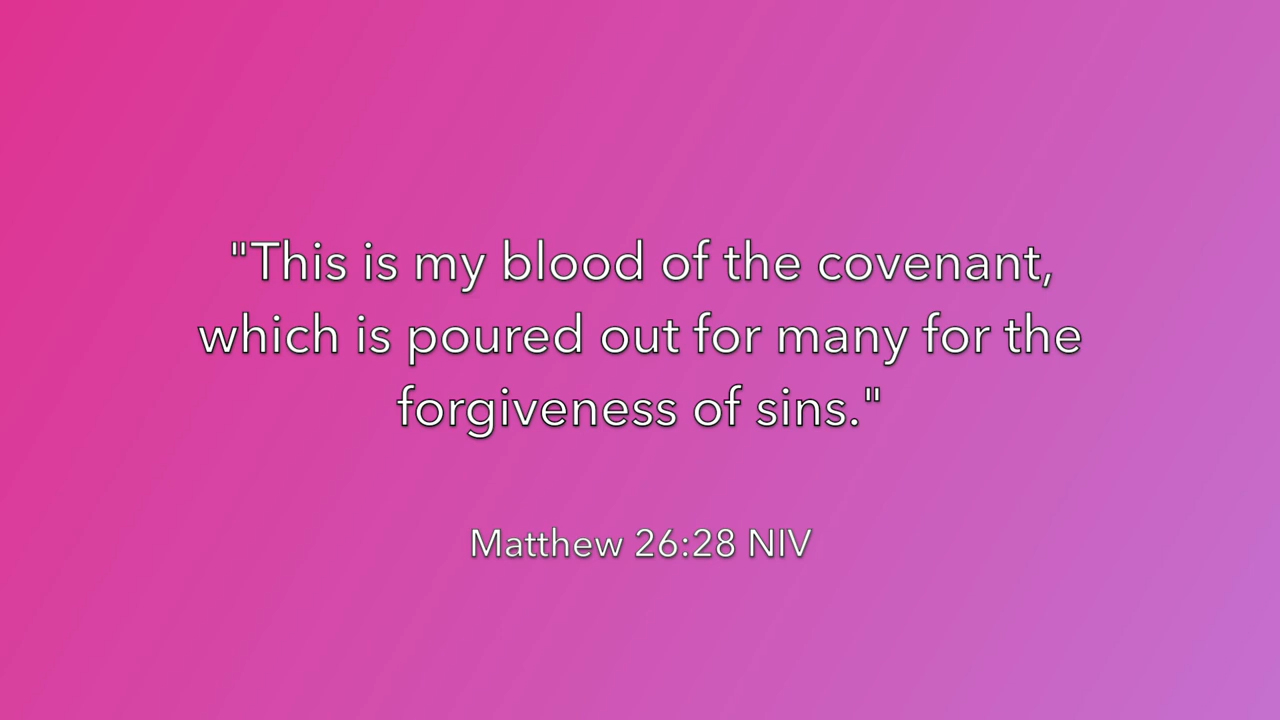 "This is my blood of the covenant,
which is poured out for many for the
forgiveness of sins."
Matthew 26:28 NIV